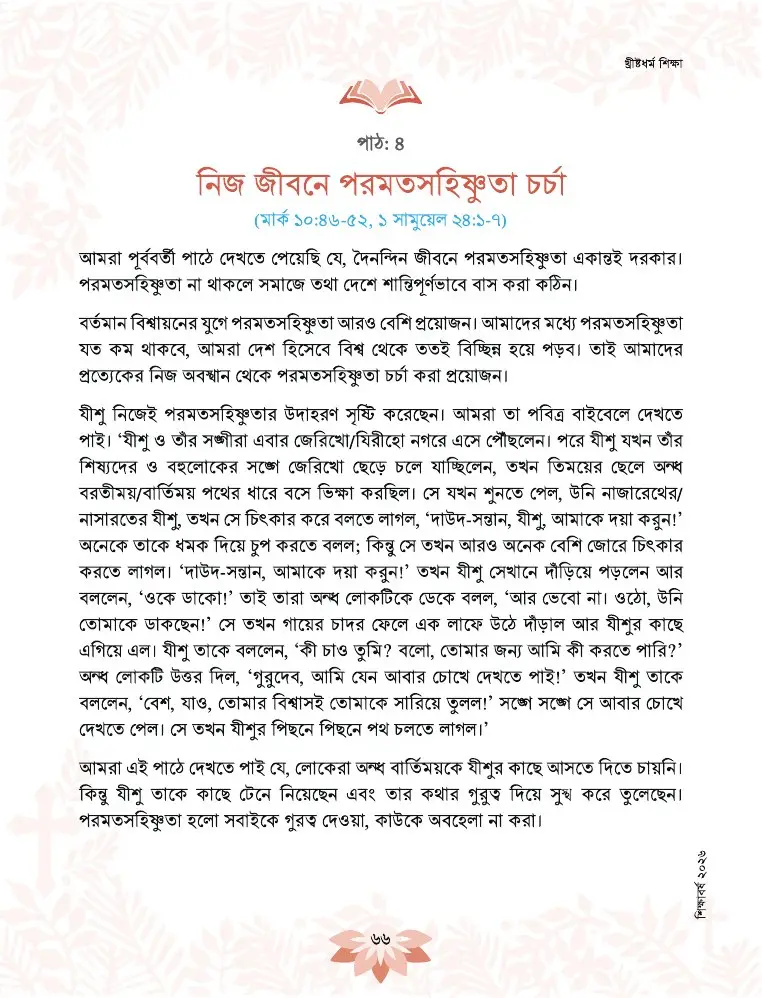 খ্রীষ্টধর্ম শিক্ষা
পাঠ: ৪
নিজ জীবনে পরমতসহিষ্ণুতা চর্চা
(মার্ক ১০:৪৬-৫২, ১ সামুয়েল ২৪:১-৭)
আমরা পূর্ববর্তী পাঠে দেখতে পেয়েছি যে, দৈনন্দিন জীবনে পরমতসহিষ্ণুতা একান্তই দরকার।
পরমতসহিষ্ণুতা না থাকলে সমাজে তথা দেশে শান্তিপূর্ণভাবে বাস করা কঠিন।
বর্তমান বিশ্বায়নের যুগে পরমতসহিষ্ণুতা আরও বেশি প্রয়োজন। আমাদের মধ্যে পরমতসহিষ্ণুতা
যত কম থাকবে, আমরা দেশ হিসেবে বিশ্ব থেকে ততই বিচ্ছিন্ন হয়ে পড়ব। তাই আমাদের
প্রত্যেকের নিজ অবস্থান থেকে পরমতসহিষ্ণুতা চর্চা করা প্রয়োজন।
যীশু নিজেই পরমতসহিষ্ণুতার উদাহরণ সৃষ্টি করেছেন। আমরা তা পবিত্র বাইবেলে দেখতে
পাই। ‘যীশু ও তাঁর সঙ্গীরা এবার জেরিখো/যিরীহো নগরে এসে পৌঁছলেন। পরে যীশু যখন তাঁর
শিষ্যদের ও বহুলোকের সঙ্গে জেরিখো ছেড়ে চলে যাচ্ছিলেন, তখন তিময়ের ছেলে অন্ধ
বরতীময়/বার্তিময় পথের ধারে বসে ভিক্ষা করছিল। সে যখন শুনতে পেল, উনি নাজারেথের/
নাসারতের যীশু, তখন সে চিৎকার করে বলতে লাগল, ‘দাউদ-সন্তান, যীশু, আমাকে দয়া করুন!’
অনেকে তাকে ধমক দিয়ে চুপ করতে বলল; কিন্তু সে তখন আরও অনেক বেশি জোরে চিৎকার
করতে লাগল। ‘দাউদ-সন্তান, আমাকে দয়া করুন!’ তখন যীশু সেখানে দাঁড়িয়ে পড়লেন আর
বললেন, ‘ওকে ডাকো!’ তাই তারা অন্ধ লোকটিকে ডেকে বলল, ‘আর ভেবো না। ওঠো, উনি
তোমাকে ডাকছেন!’ সে তখন গায়ের চাদর ফেলে এক লাফে উঠে দাঁড়াল আর যীশুর কাছে
এগিয়ে এল। যীশু তাকে বললেন, ‘কী চাও তুমি? বলো, তোমার জন্য আমি কী করতে পারি?’
অন্ধ লোকটি উত্তর দিল, ‘গুরুদেব, আমি যেন আবার চোখে দেখতে পাই!’ তখন যীশু তাকে
বললেন, ‘বেশ, যাও, তোমার বিশ্বাসই তোমাকে সারিয়ে তুলল!’ সঙ্গে সঙ্গে সে আবার চোখে
দেখতে পেল। সে তখন যীশুর পিছনে পিছনে পথ চলতে লাগল।’
আমরা এই পাঠে দেখতে পাই যে, লোকেরা অন্ধ বার্তিময়কে যীশুর কাছে আসতে দিতে চায়নি।
কিন্তু যীশু তাকে কাছে টেনে নিয়েছেন এবং তার কথার গুরুত্ব দিয়ে সুস্থ করে তুলেছেন।
পরমতসহিষ্ণুতা হলো সবাইকে গুরত্ব দেওয়া, কাউকে অবহেলা না করা।
শিক্ষাবর্ষ ২০২৬
৬৬